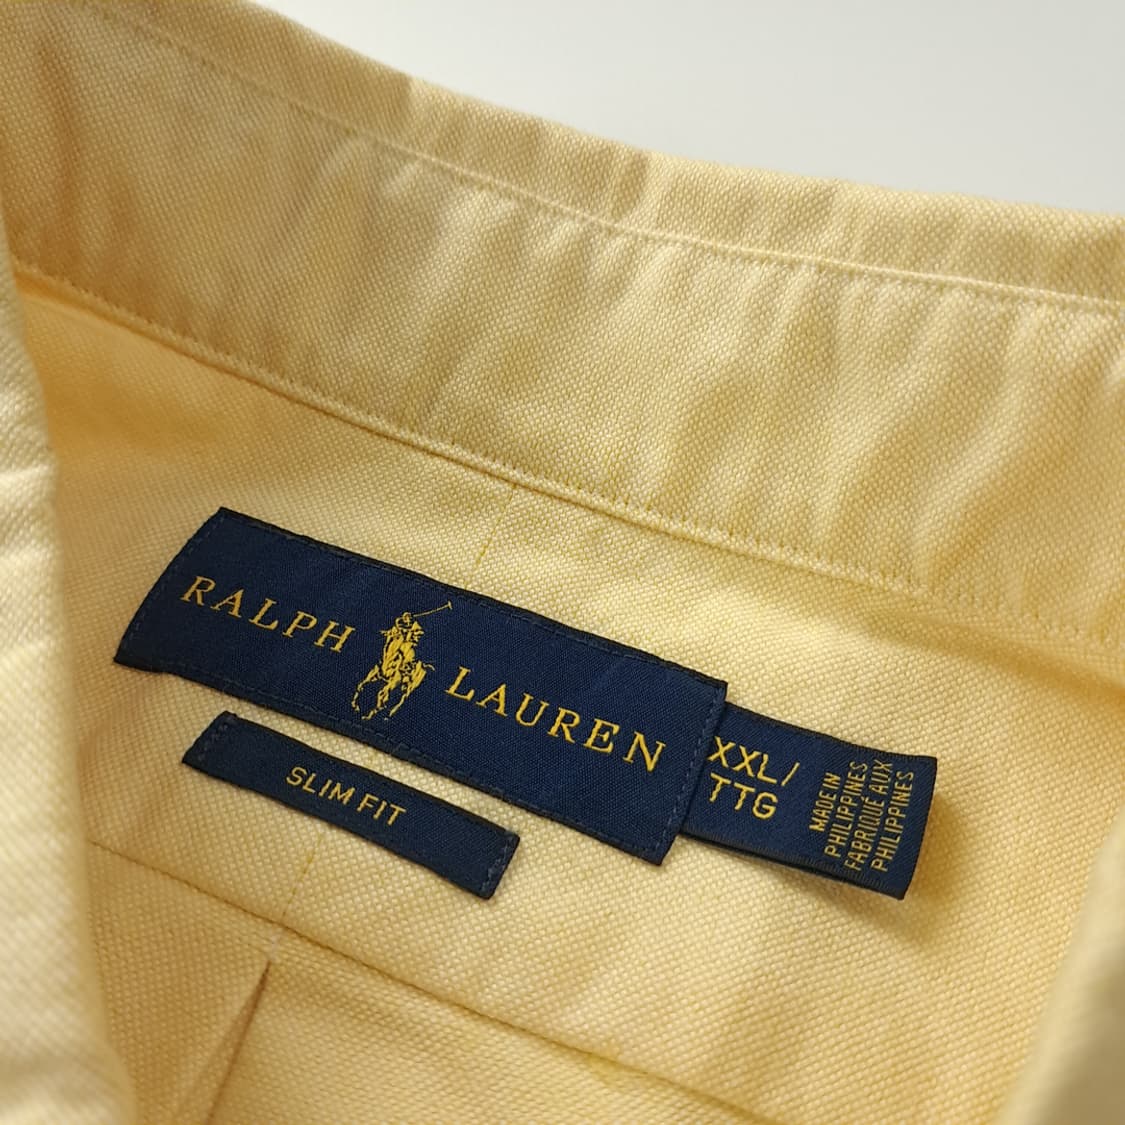 RALPH LAUREN
SLIM FIT
XXL/
TTG
MADE IN
PHILIPPINES
FABRIQUÉ AUX
PHILIPPINES